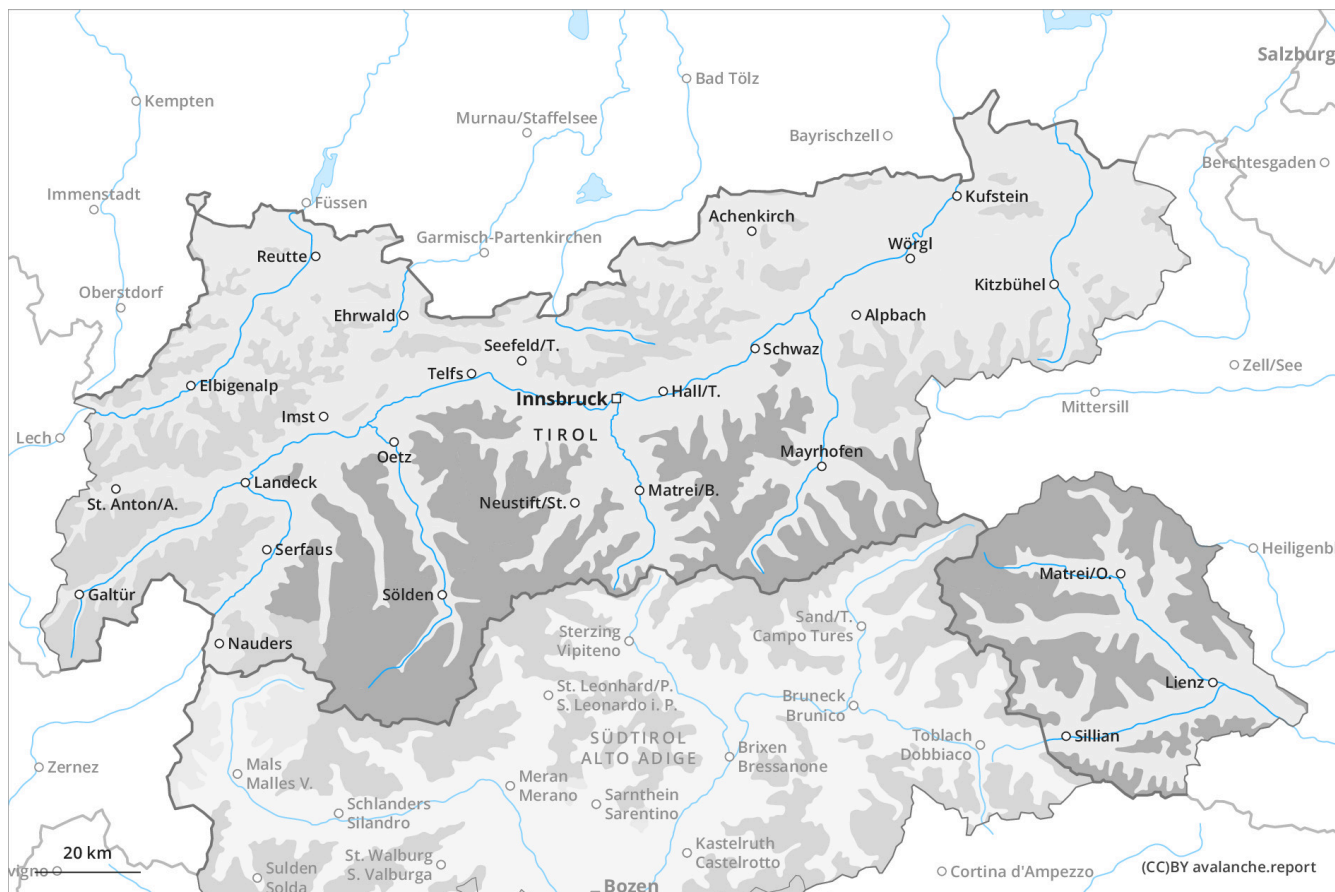 Salzburg
Kempten
Bad Tölz
Murnau/Staffelsee
Bayrischzell
Berchtesgaden
Immenstadt
Füssen
Kufstein
Achenkirch
Garmisch-Partenkirchen
Wörgl
Reutte
Oberstdorf
Kitzbühel
Ehrwald
Alpbach
Seefeld/T.
Schwaz
Zell/See
Telfs
Elbigenalp
Innsbruck
Hall/T.
Mittersill
Imst
Lech
TIROL
Oetz
Mayrhofen
Landeck
St. Anton/A.
Neustift/St.
Matrei/B.
Serfaus
Heiligenb
Matrei/O.
Galtür
Sölden
Sand/T.
Campo Tures
Sterzing
Vipiteno
Nauders
Lienz
St. Leonhard/P.
S. Leonardo i. P.
Bruneck
Brunico
SÜDTIROL
ALTO ADIGE
Toblach
Dobbiaco
Sillian
Brixen
Bressanone
Zernez
Mals
Malles V.
Meran
Merano
Sarnthein
Sarentino
Schlanders
Silandro
Kastelruth
Castelrotto
20 km
St. Walburg
S. Valburga
vigno
Sulden
Solda
Cortina d'Ampezzo
(CC)BY avalanche.report
Bozen